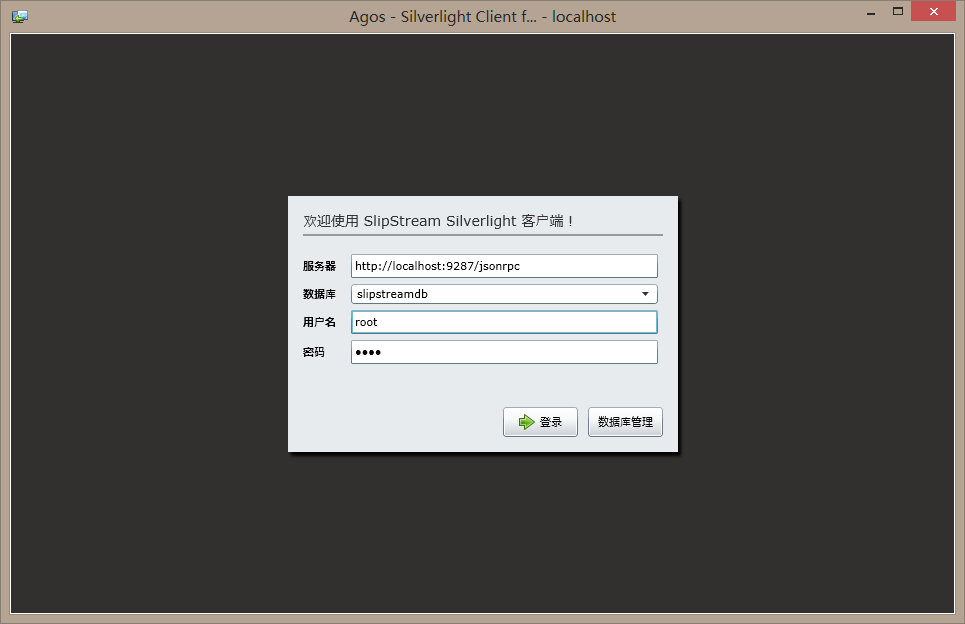 Agos - Silverlight Client f... - localhost
欢迎使用 SlipStream Silverlight 客户端！
服务器 http://localhost:9287/jsonrpc
数据库 slipstreamdb
用户名 root
密码 ●●●●
登录 数据库管理